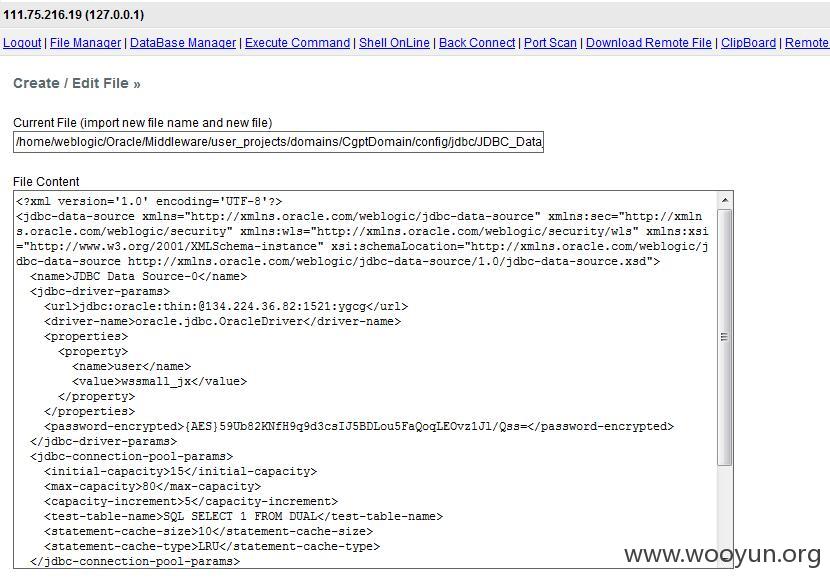 111.75.216.19 (127.0.0.1)
Logout | File Manager | DataBase Manager | Execute Command | Shell OnLine | Back Connect | Port Scan | Download Remote File | ClipBoard | Remote
Create / Edit File »
Current File (import new file name and new file)
/home/weblogic/Oracle/Middleware/user_projects/domains/CgptDomain/config/jdbc/JDBC_Data_
File Content
<?xml version='1.0' encoding='UTF-8'?>
<jdbc-data-source xmlns="http://xmlns.oracle.com/weblogic/jdbc-data-source" xmlns:sec="http://xmln
s.oracle.com/weblogic/security" xmlns:wls="http://xmlns.oracle.com/weblogic/security/wls" xmlns:xsi
="http://www.w3.org/2001/XMLSchema-instance" xsi:schemaLocation="http://xmlns.oracle.com/weblogic/j
dbc-data-source http://xmlns.oracle.com/weblogic/jdbc-data-source/1.0/jdbc-data-source.xsd">
<name>JDBC Data Source-0</name>
<jdbc-driver-params>
<url>jdbc:oracle:thin:@134.224.36.82:1521:ygcg</url>
<driver-name>oracle.jdbc.OracleDriver</driver-name>
<properties>
<property>
<name>user</name>
<value>wssmall_jx</value>
</property>
</properties>
<password-encrypted>{AES}59Ub82KNfH9q9d3csIJ5BDLou5FaQoqLEOvz1Jl/Qss=</password-encrypted>
</jdbc-driver-params>
<jdbc-connection-pool-params>
<initial-capacity>15</initial-capacity>
<max-capacity>80</max-capacity>
<capacity-increment>5</capacity-increment>
<test-table-name>SQL SELECT 1 FROM DUAL</test-table-name>
<statement-cache-size>10</statement-cache-size>
<statement-cache-type>LRU</statement-cache-type>
</jdbc-connection-pool-params>
www.wooyun.org